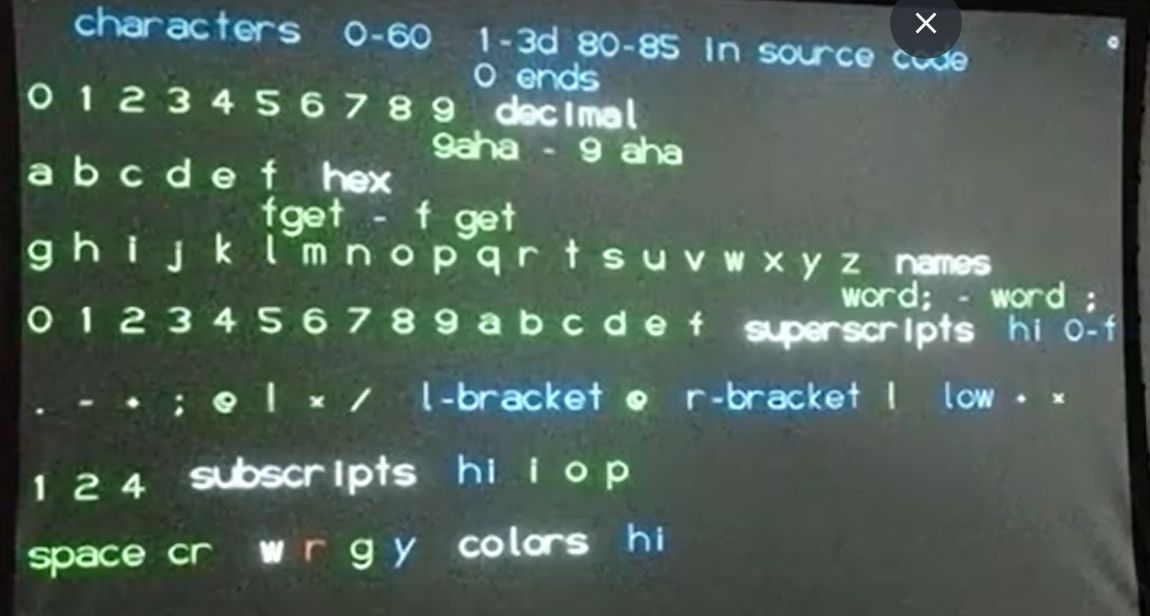 characters 0-60 1-3d 80-85 in source code
0 ends
0 1 2 3 4 5 6 7 8 9 decimal
9aha - 9 aha
a b c d e f hex
fget - f get
g h i j k l m n o p q r t s u v w x y z names
word; - word ;
0 1 2 3 4 5 6 7 8 9 a b c d e f superscripts hi 0-f
. - + ; @ ! × / l-bracket @ r-bracket ! low + ×
1 2 4 subscripts hi i o p
space cr w r g y colors hi